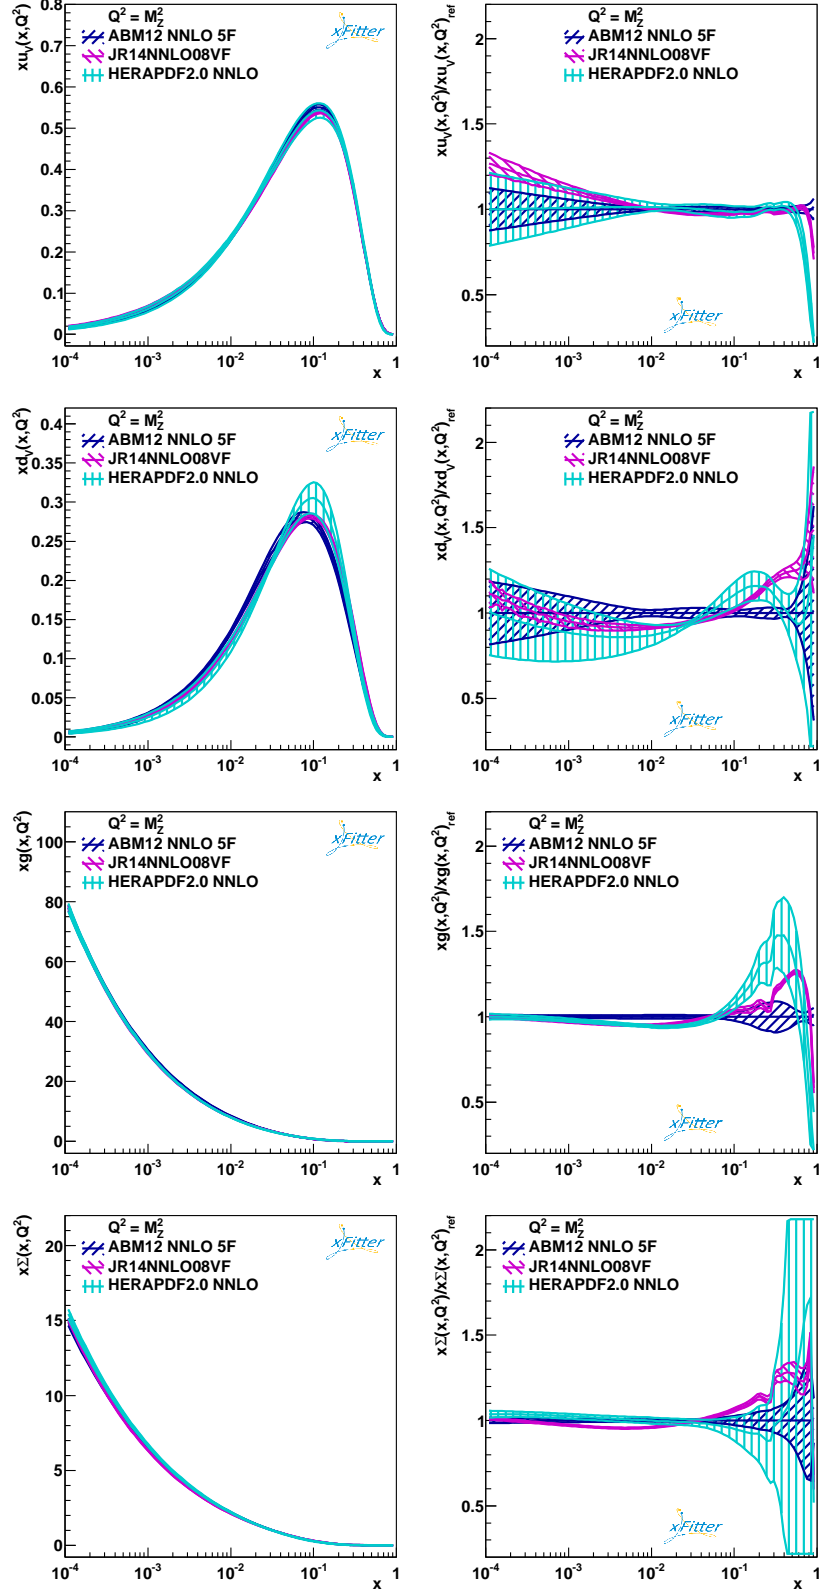 xu_V(x,Q²)
0.8
0.7
0.6
0.5
0.4
0.3
0.2
0.1
0
Q² = M_Z²
ABM12 NNLO 5F
JR14NNLO08VF
HERAPDF2.0 NNLO
xFitter
10⁻⁴ 10⁻³ 10⁻² 10⁻¹ 1
x
xu_V(x,Q²)/xu_V(x,Q²)_ref
2
1.5
1
0.5
Q² = M_Z²
ABM12 NNLO 5F
JR14NNLO08VF
HERAPDF2.0 NNLO
xFitter
10⁻⁴ 10⁻³ 10⁻² 10⁻¹ 1
x
xd_V(x,Q²)
0.4
0.35
0.3
0.25
0.2
0.15
0.1
0.05
0
Q² = M_Z²
ABM12 NNLO 5F
JR14NNLO08VF
HERAPDF2.0 NNLO
xFitter
10⁻⁴ 10⁻³ 10⁻² 10⁻¹ 1
x
xd_V(x,Q²)/xd_V(x,Q²)_ref
2
1.5
1
0.5
Q² = M_Z²
ABM12 NNLO 5F
JR14NNLO08VF
HERAPDF2.0 NNLO
xFitter
10⁻⁴ 10⁻³ 10⁻² 10⁻¹ 1
x
xg(x,Q²)
100
80
60
40
20
0
Q² = M_Z²
ABM12 NNLO 5F
JR14NNLO08VF
HERAPDF2.0 NNLO
xFitter
10⁻⁴ 10⁻³ 10⁻² 10⁻¹ 1
x
xg(x,Q²)/xg(x,Q²)_ref
2
1.5
1
0.5
Q² = M_Z²
ABM12 NNLO 5F
JR14NNLO08VF
HERAPDF2.0 NNLO
xFitter
10⁻⁴ 10⁻³ 10⁻² 10⁻¹ 1
x
xΣ(x,Q²)
20
15
10
5
0
Q² = M_Z²
ABM12 NNLO 5F
JR14NNLO08VF
HERAPDF2.0 NNLO
xFitter
10⁻⁴ 10⁻³ 10⁻² 10⁻¹ 1
x
xΣ(x,Q²)/xΣ(x,Q²)_ref
2
1.5
1
0.5
Q² = M_Z²
ABM12 NNLO 5F
JR14NNLO08VF
HERAPDF2.0 NNLO
xFitter
10⁻⁴ 10⁻³ 10⁻² 10⁻¹ 1
x